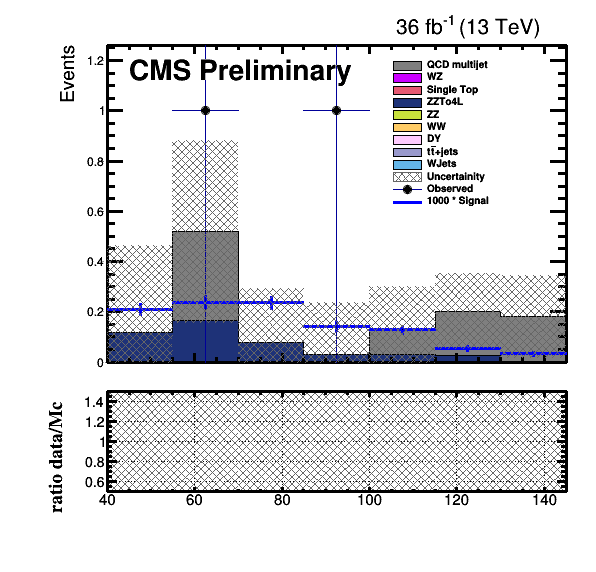 36 fb-1 (13 TeV)
Events
CMS Preliminary
QCD multijet
WZ
Single Top
ZZTo4L
ZZ
WW
DY
tt̄+jets
WJets
Uncertainity
Observed
1000 * Signal
1.2
1
0.8
0.6
0.4
0.2
0
ratio data/Mc
1.4
1.2
1
0.8
0.6
40 60 80 100 120 140